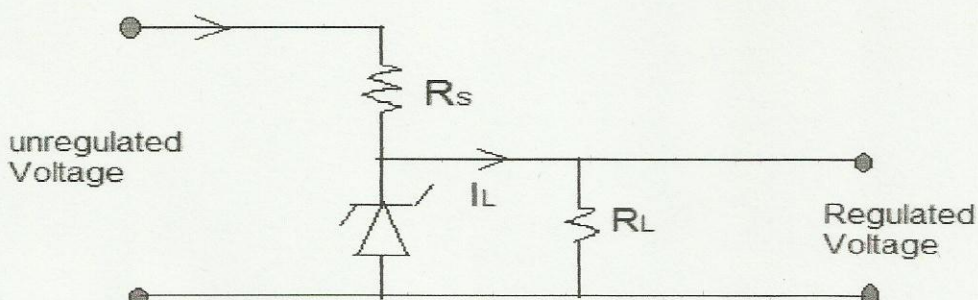 Rs
unregulated
Voltage
IL
RL
Regulated
Voltage